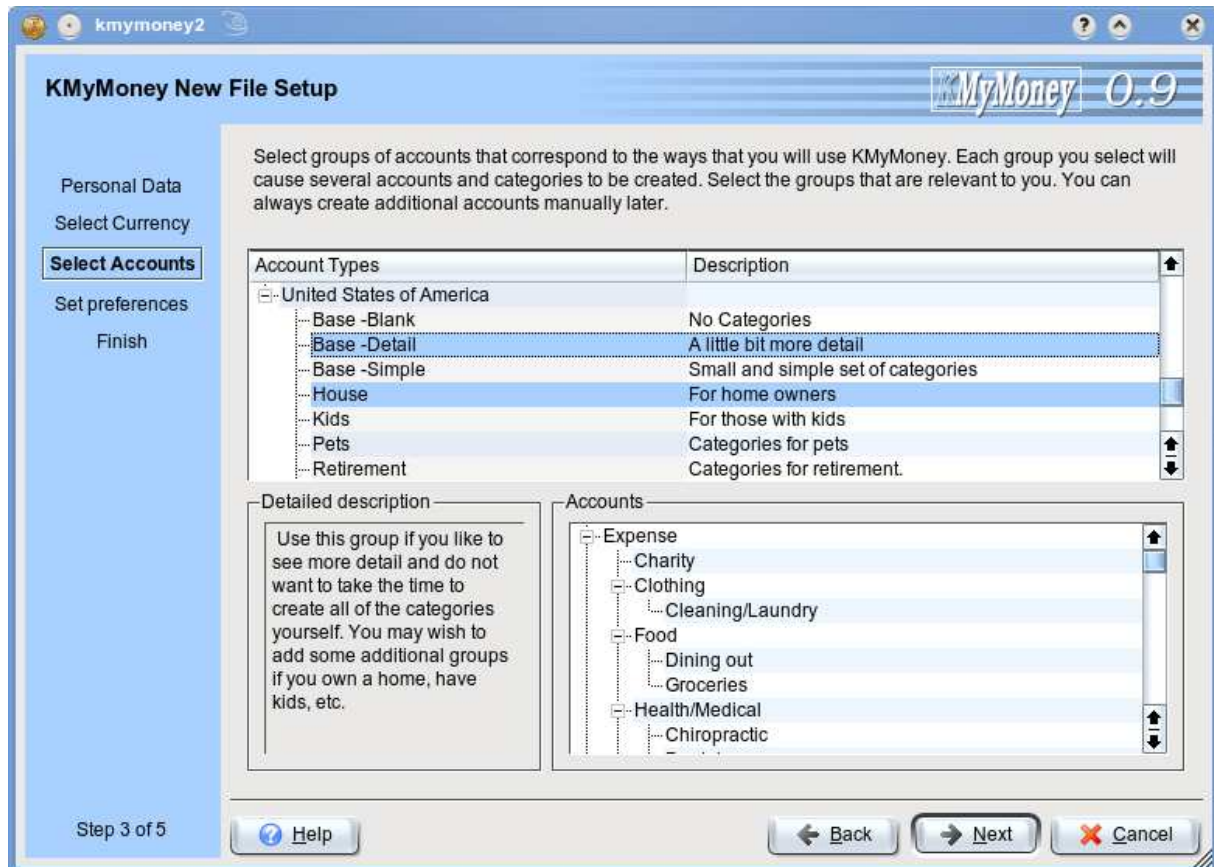 kmymoney2
KMyMoney New File Setup
KMyMoney 0.9
Personal Data
Select Currency
Select Accounts
Set preferences
Finish
Step 3 of 5
Select groups of accounts that correspond to the ways that you will use KMyMoney. Each group you select will
cause several accounts and categories to be created. Select the groups that are relevant to you. You can
always create additional accounts manually later.
Account Types Description
United States of America
Base -Blank No Categories
Base -Detail A little bit more detail
Base -Simple Small and simple set of categories
House For home owners
Kids For those with kids
Pets Categories for pets
Retirement Categories for retirement.
Detailed description
Use this group if you like to
see more detail and do not
want to take the time to
create all of the categories
yourself. You may wish to
add some additional groups
if you own a home, have
kids, etc.
Accounts
Expense
Charity
Clothing
Cleaning/Laundry
Food
Dining out
Groceries
Health/Medical
Chiropractic
Help
Back
Next
Cancel